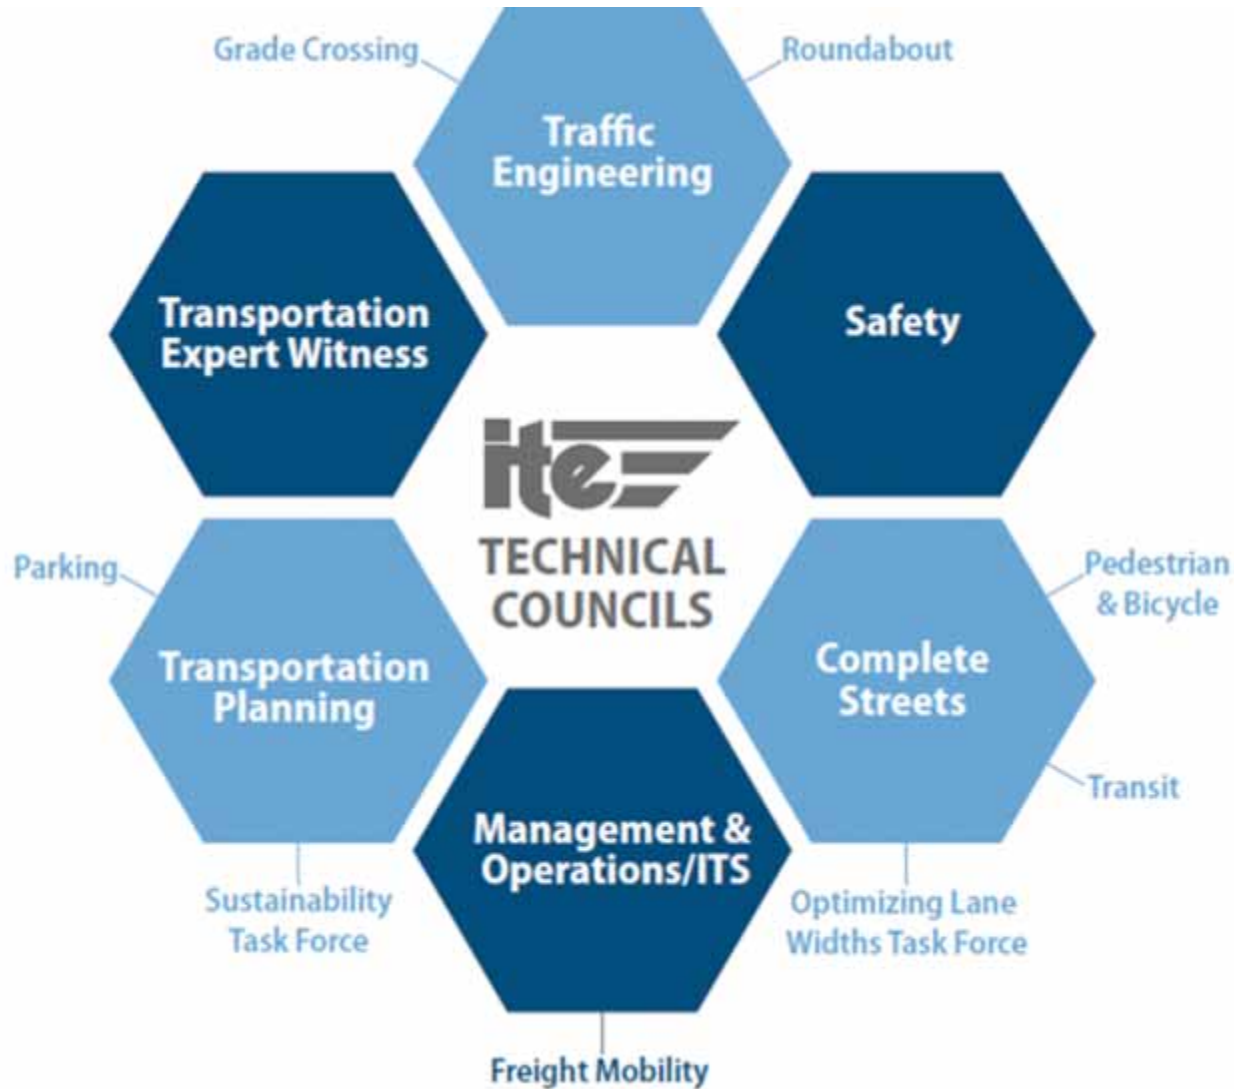 Grade Crossing
Roundabout
Traffic
Engineering
Transportation
Expert Witness
Safety
ite
TECHNICAL
COUNCILS
Parking
Pedestrian
& Bicycle
Transportation
Planning
Complete
Streets
Transit
Management &
Operations/ITS
Sustainability
Task Force
Optimizing Lane
Widths Task Force
Freight Mobility